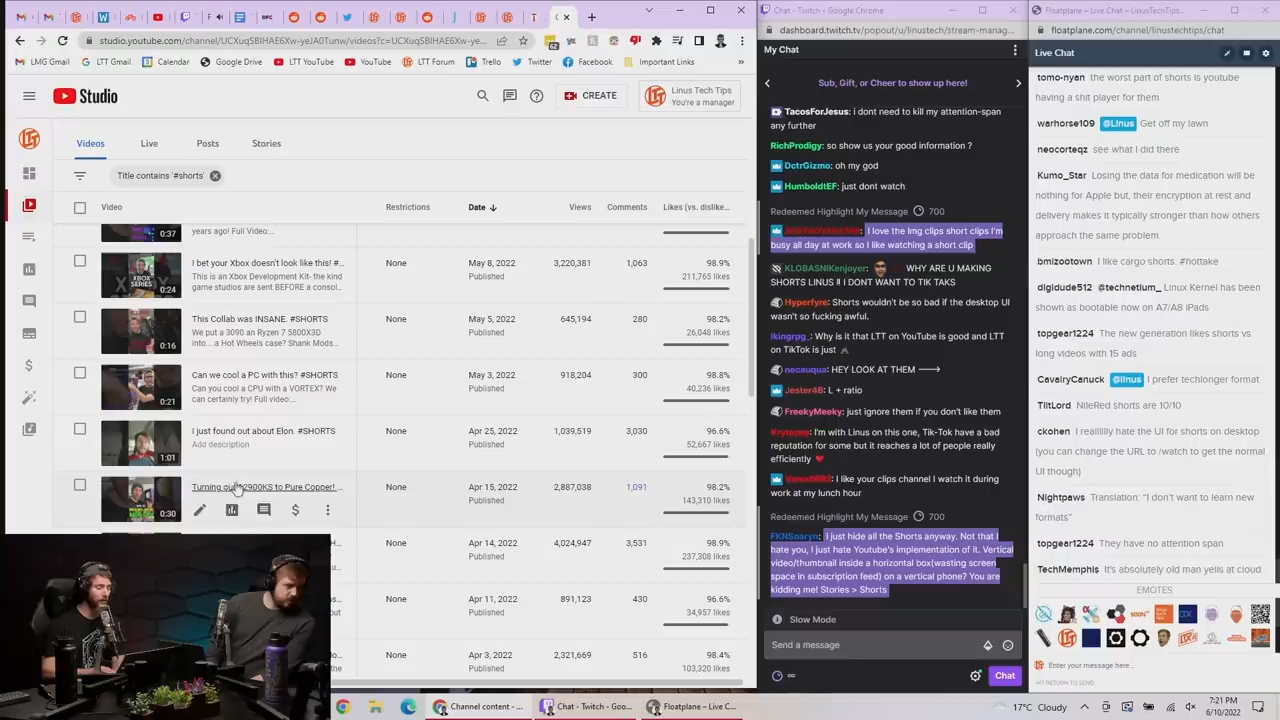 Chat - Twitch - Google Chrome
Floatplane – Live Chat – LinusTechTips...
studio.youtube.com/channel/UCXuqSBlHAE6Xw-yeJA0Tunw/videos?c=UCXuqSBlHAE6Xw-ye...
dashboard.twitch.tv/popout/u/linustech/stream-manag...
floatplane.com/channel/linustechtips/chat
LMG Gmail
LT Gmail
Calendar
Google Drive
LT YouTube
YouTube
LTT Forum
Trello
Twitter
Facebook
Important Links
Studio
CREATE
Linus Tech Tips
You're a manager
Videos
Live
Posts
Stories
Title contains '#shorts'
Video
Restrictions
Date
Views
Comments
Likes (vs. dislike...
years ago! Full Video:...
0:37
I bet your Xbox doesn't look like this! #...
This is an Xbox Development Kit- the kind
of the studios are sent BEFORE a consol...
XBOX SERIES
0:24
None
May 8, 2022
Published
3,220,381
1,063
98.9%
211,765 likes
This Collab was INSANE. #SHORTS
We put a 3090 an Ryzen 7 5800X3D
into…a Hot Wheels case? Shank Mods...
0:16
None
May 5, 2022
Published
645,194
280
98.2%
26,048 likes
Can we cool a PC with this? #SHORTS
Can you cool a CPU with a VORTEX? We
can certainly try! Full video:...
0:21
None
May 3, 2022
Published
918,204
300
98.8%
40,236 likes
I just found out about Elon. #SHORTS
Add description
1:01
None
Apr 25, 2022
Published
1,039,519
3,030
96.6%
52,667 likes
to Pure Copper!
0:30
None
Apr 15, 2022
Published
1,091
98.2%
143,310 likes
None
Apr 14, 2022
Published
4,024,948
3,531
98.9%
237,308 likes
None
Apr 11, 2022
Published
891,123
430
96.6%
34,957 likes
None
Apr 3, 2022
Published
2,321,669
516
98.4%
103,320 likes
My Chat
Sub, Gift, or Cheer to show up here!
TacosForJesus: i dont need to kill my attention-span
any further
RichProdigy: so show us your good information ?
DctrGizmo: oh my god
HumboldtEF: just dont watch
Redeemed Highlight My Message 700
I love the lmg clips short clips I'm
busy all day at work so I like watching a short clip
KLOBASNIKenjoyer: WHY ARE U MAKING
SHORTS LINUS !! I DONT WANT TO TIK TAKS
Hyperfyre: Shorts wouldn't be so bad if the desktop UI
wasn't so fucking awful.
ikingrpg_: Why is it that LTT on YouTube is good and LTT
on TikTok is just
necauqua: HEY LOOK AT THEM ⟶
Jester4B: L + ratio
FreekyMeeky: just ignore them if you don't like them
I'm with Linus on this one, Tik-Tok have a bad
reputation for some but it reaches a lot of people really
efficiently ❤
I like your clips channel I watch it during
work at my lunch hour
Redeemed Highlight My Message 700
FKNSoaryn: I just hide all the Shorts anyway. Not that I
hate you, I just hate Youtube's implementation of it. Vertical
video/thumbnail inside a horizontal box(wasting screen
space in subscription feed) on a vertical phone? You are
kidding me! Stories > Shorts
Slow Mode
Send a message
∞
Chat
Live Chat
tomo-nyan the worst part of shorts is youtube
having a shit player for them
warhorse109 @Linus Get off my lawn
neocorteqz see what I did there
Kumo_Star Losing the data for medication will be
nothing for Apple but, their encryption at rest and
delivery makes it typically stronger than how others
approach the same problem
bmizootown I like cargo shorts. #hottake
digidude512 @technetium_ Linux Kernel has been
shown as bootable now on A7/A8 iPads
topgear1224 The new generation likes shorts vs
long videos with 15 ads
CavalryCanuck @linus I prefer techlonger format
TiltLord NileRed shorts are 10/10
ckohen I reallllllly hate the UI for shorts on desktop
(you can change the URL to /watch to get the normal
UI though)
Nightpaws Translation: "I don't want to learn new
formats"
topgear1224 They have no attention span
TechMemphis It's absolutely old man yells at cloud
EMOTES
Enter your message here...
HIT RETURN TO SEND
Channel content - ...
Chat - Twitch - Goo...
Floatplane – Live C...
17°C
7:21 PM
6/10/2022